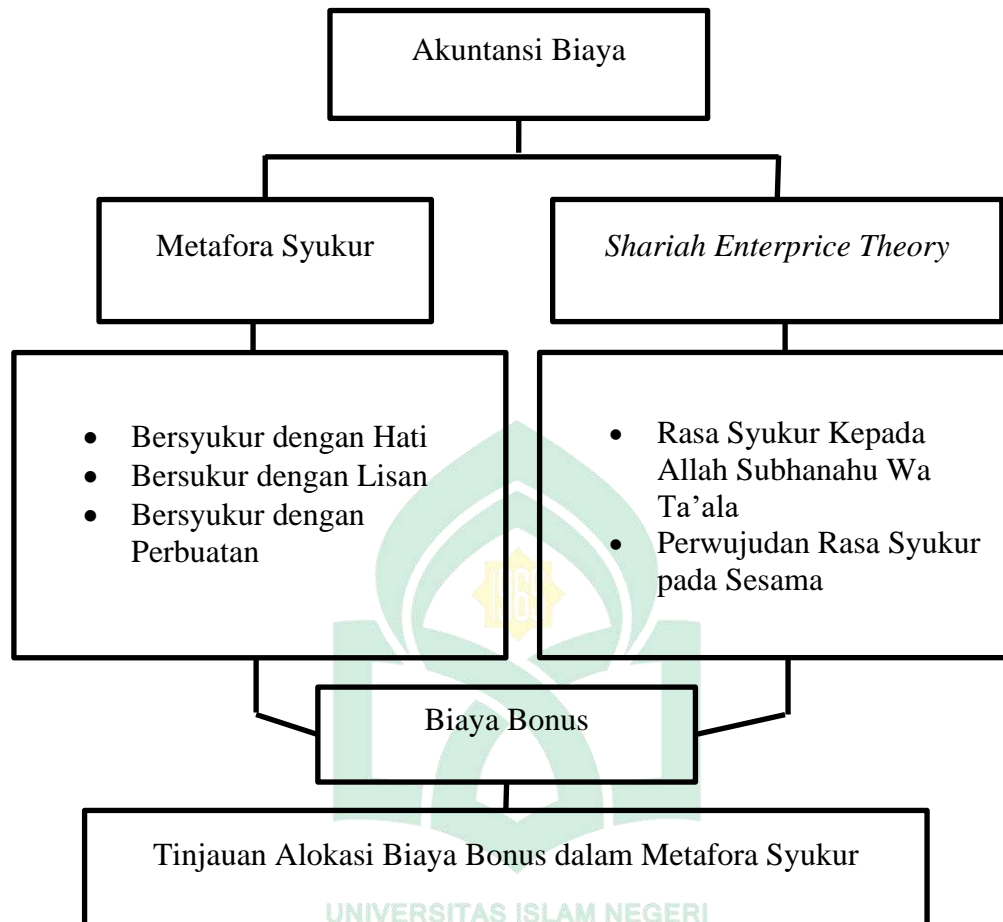 Akuntansi Biaya
Metafora Syukur
Shariah Enterprice Theory
• Bersyukur dengan Hati
• Bersukur dengan Lisan
• Bersyukur dengan
Perbuatan
• Rasa Syukur Kepada
Allah Subhanahu Wa
Ta’ala
• Perwujudan Rasa Syukur
pada Sesama
Biaya Bonus
Tinjauan Alokasi Biaya Bonus dalam Metafora Syukur
UNIVERSITAS ISLAM NEGERI